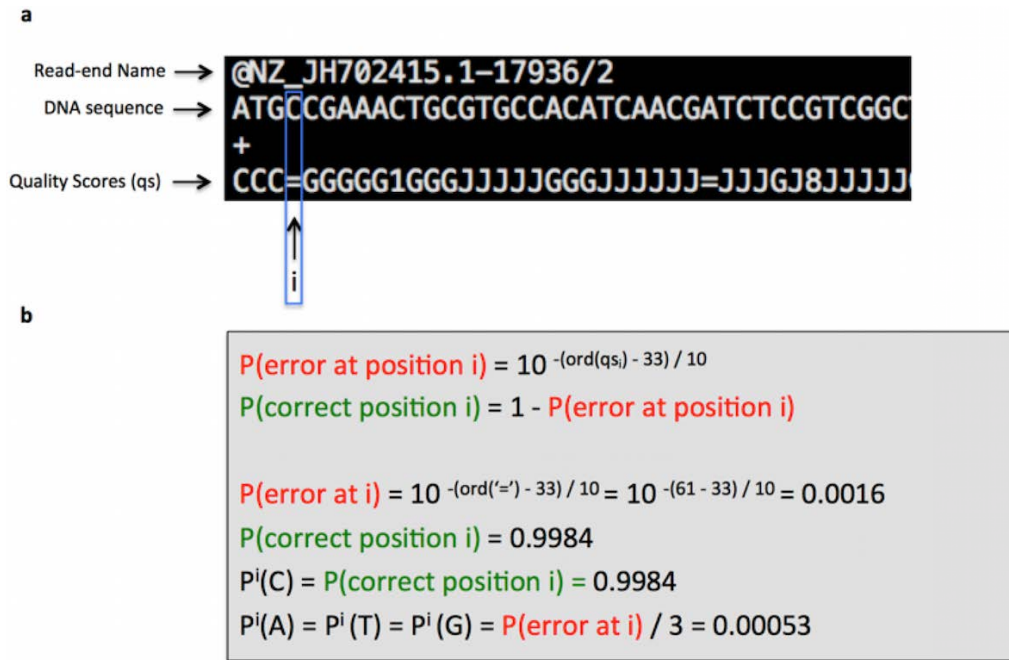 a
Read-end Name
@NZ_JH702415.1-17936/2
DNA sequence
ATGCCGAAACTGCGTGCCACATCAACGATCTCCGTCGGC
+
Quality Scores (qs)
CCC=GGGGG1GGGJJJJJGGGJJJJJJ=JJJGJ8JJJJJ
i
b
P(error at position i) = 10 -(ord(qsi) - 33) / 10
P(correct position i) = 1 - P(error at position i)
P(error at i) = 10 -(ord('=') - 33) / 10 = 10 -(61 - 33) / 10 = 0.0016
P(correct position i) = 0.9984
Pi(C) = P(correct position i) = 0.9984
Pi(A) = Pi (T) = Pi (G) = P(error at i) / 3 = 0.00053